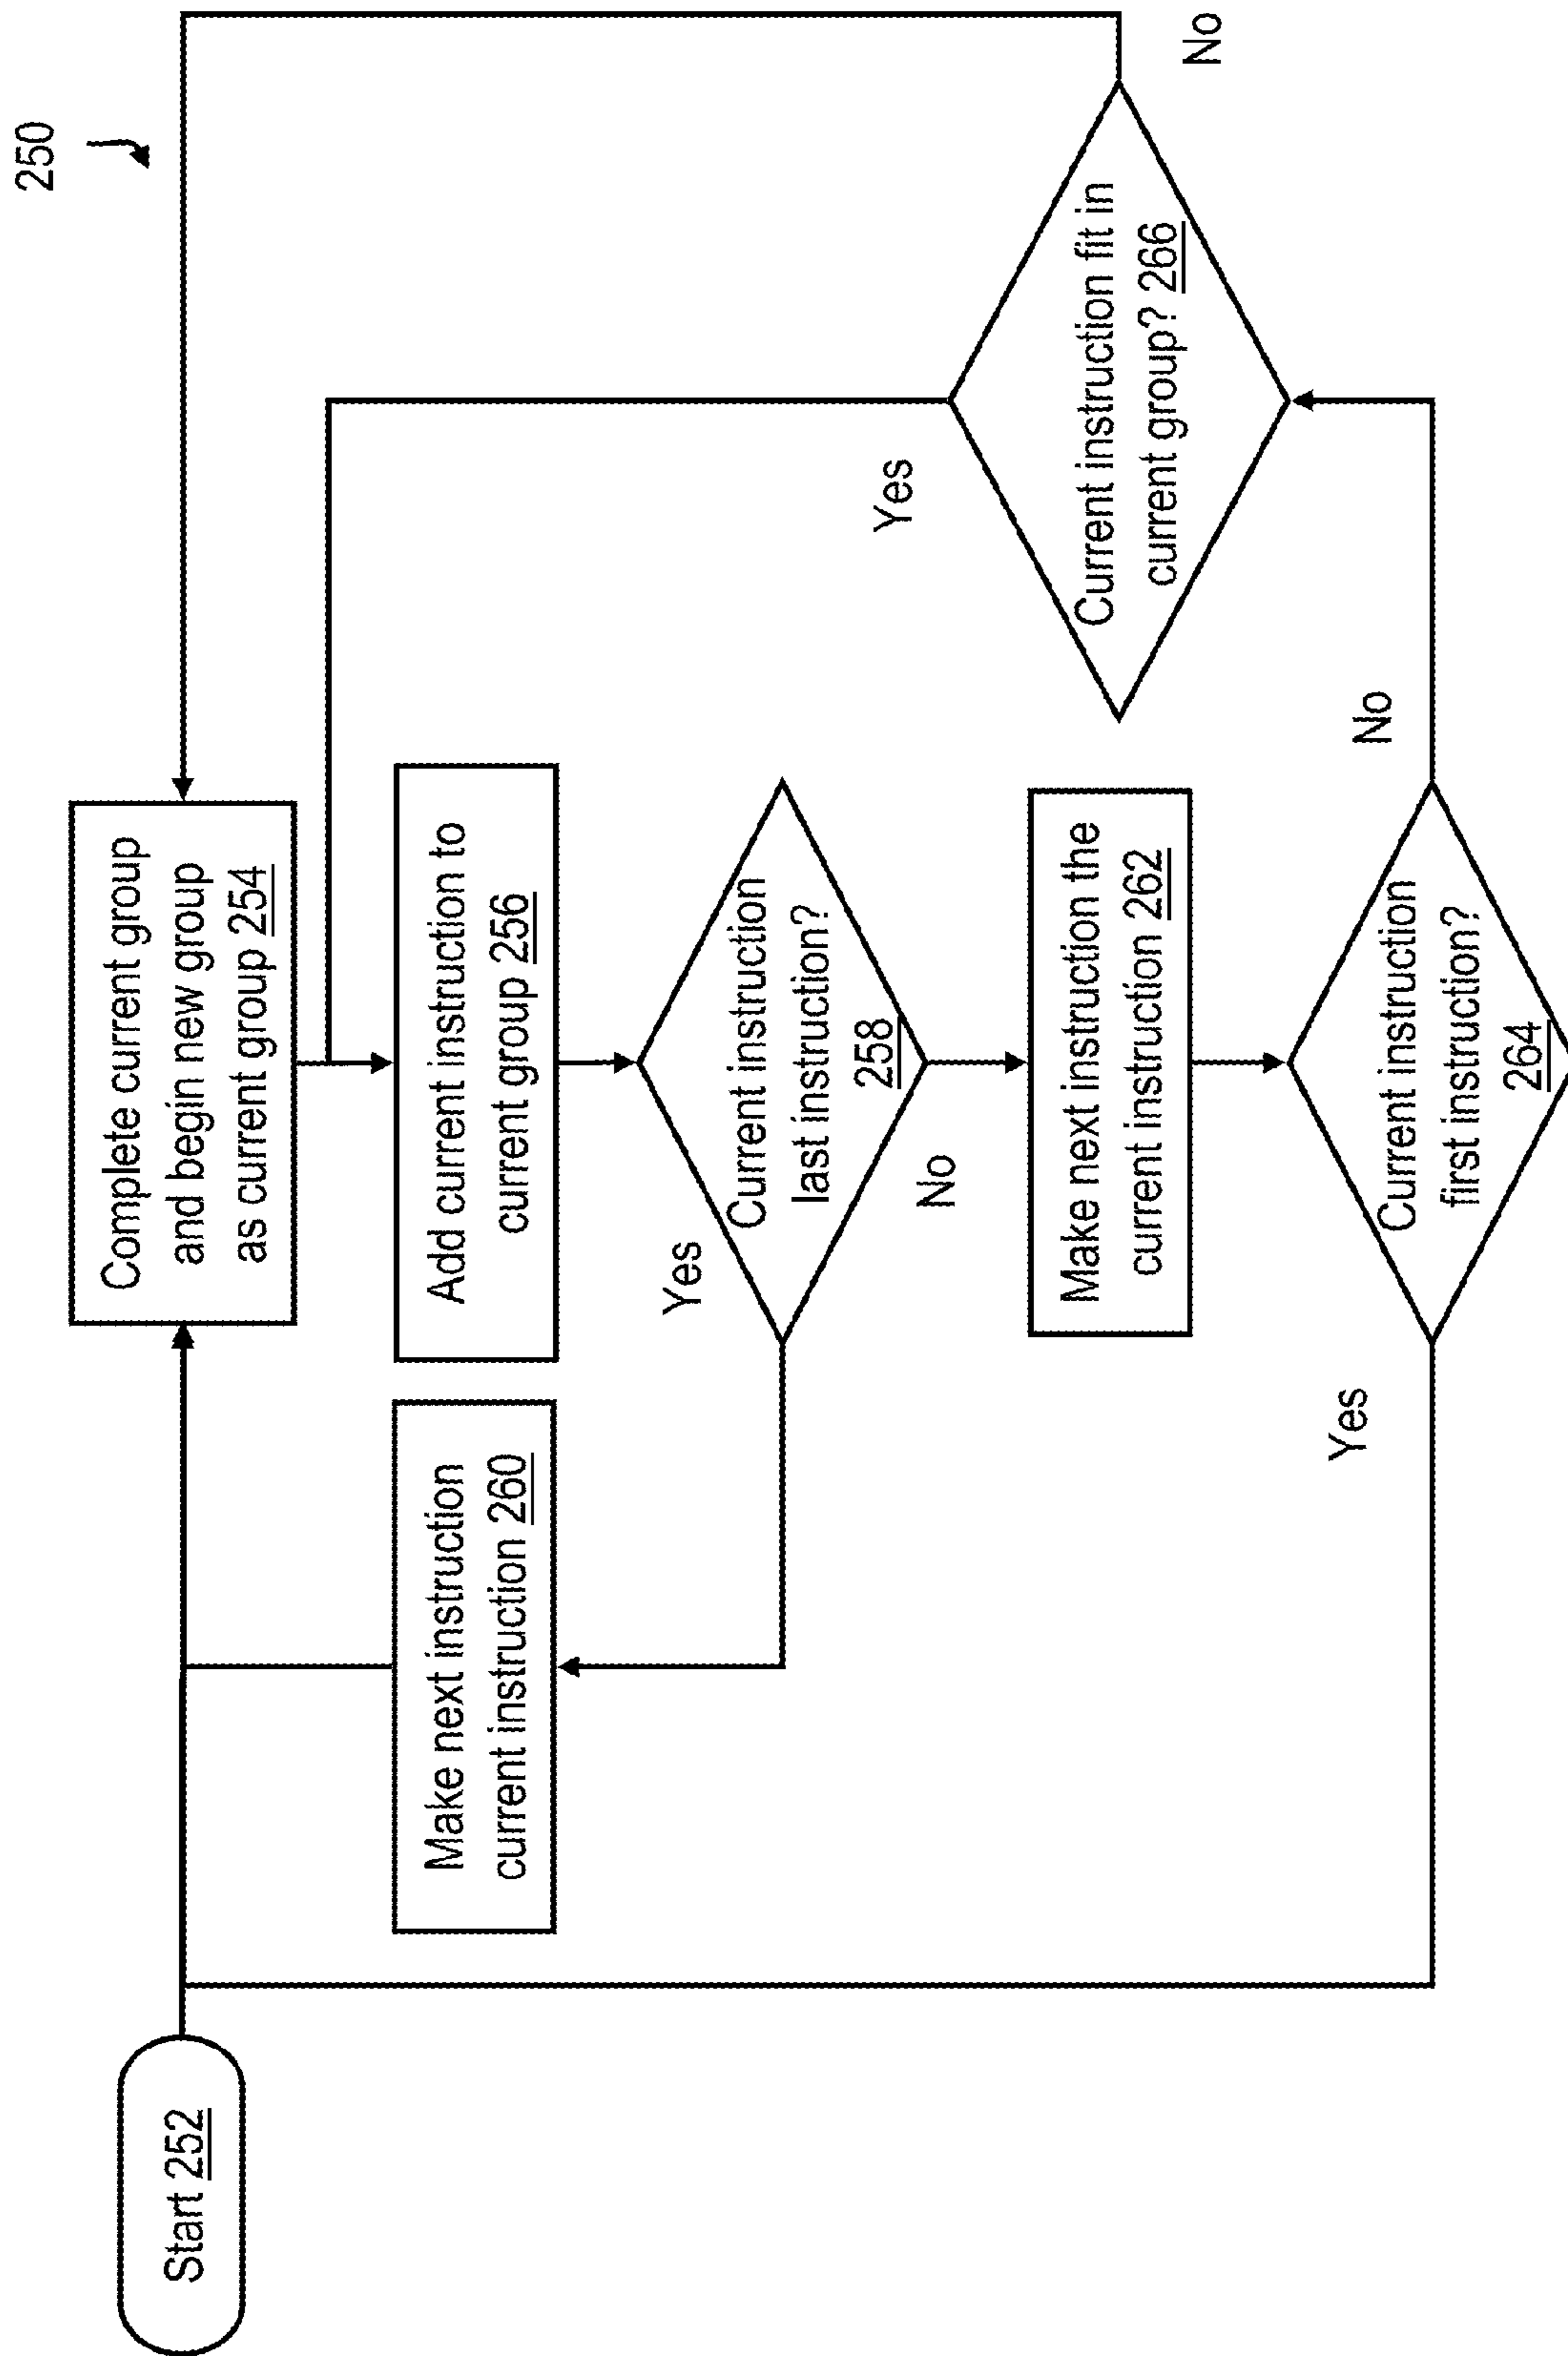 250
Start 252
Complete current group
and begin new group
as current group 254
Make next instruction
current instruction 260
Add current instruction to
current group 256
Yes
Current instruction
last instruction?
258
No
Make next instruction the
current instruction 262
Yes
Current instruction
first instruction?
264
No
Yes
Current instruction fit in
current group? 266
No